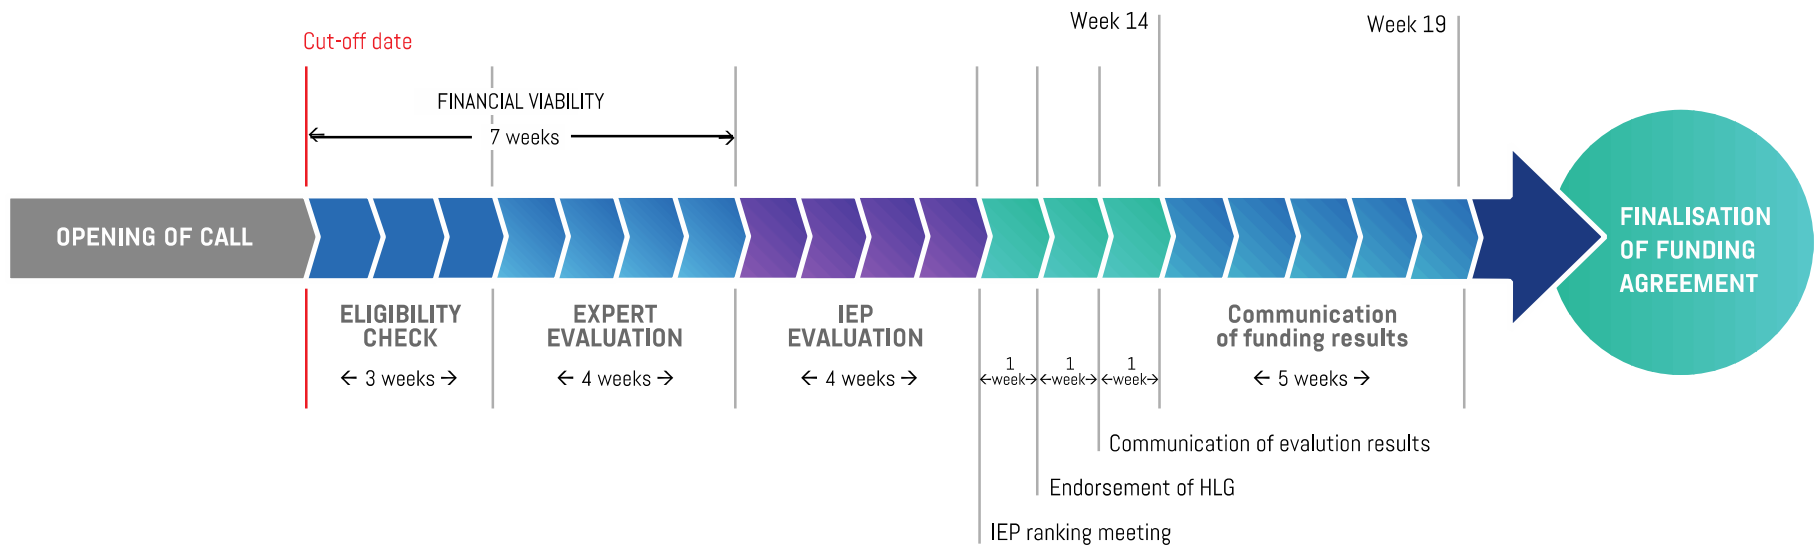 Week 14
Week 19
Cut-off date
FINANCIAL VIABILITY
← 7 weeks →
OPENING OF CALL
FINALISATION
OF FUNDING
AGREEMENT
ELIGIBILITY
CHECK
← 3 weeks →
EXPERT
EVALUATION
← 4 weeks →
IEP
EVALUATION
← 4 weeks →
1
←week→
1
←week→
1
←week→
Communication
of funding results
← 5 weeks →
Communication of evalution results
Endorsement of HLG
IEP ranking meeting